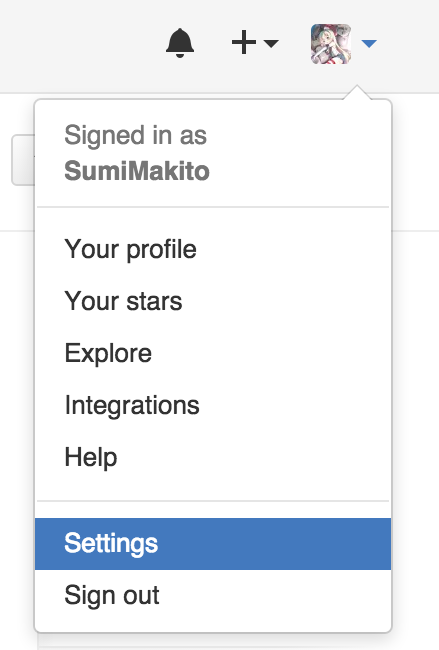 Signed in as
SumiMakito
Your profile
Your stars
Explore
Integrations
Help
Settings
Sign out